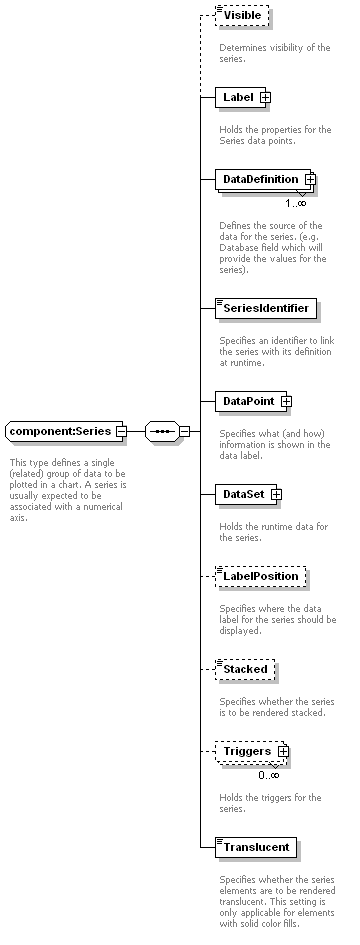 Visible
Determines visibility of the
series.
Label
Holds the properties for the
Series data points.
DataDefinition
1..∞
Defines the source of the
data for the series. (e.g.
Database field which will
provide the values for the
series).
SeriesIdentifier
Specifies an identifier to link
the series with its definition
at runtime.
DataPoint
Specifies what (and how)
information is shown in the
data label.
component:Series
This type defines a single
(related) group of data to be
plotted in a chart. A series is
usually expected to be
associated with a numerical
axis.
DataSet
Holds the runtime data for
the series.
LabelPosition
Specifies where the data
label for the series should be
displayed.
Stacked
Specifies whether the series
is to be rendered stacked.
Triggers
0..∞
Holds the triggers for the
series.
Translucent
Specifies whether the series
elements are to be rendered
translucent. This setting is
only applicable for elements
with solid color fills.